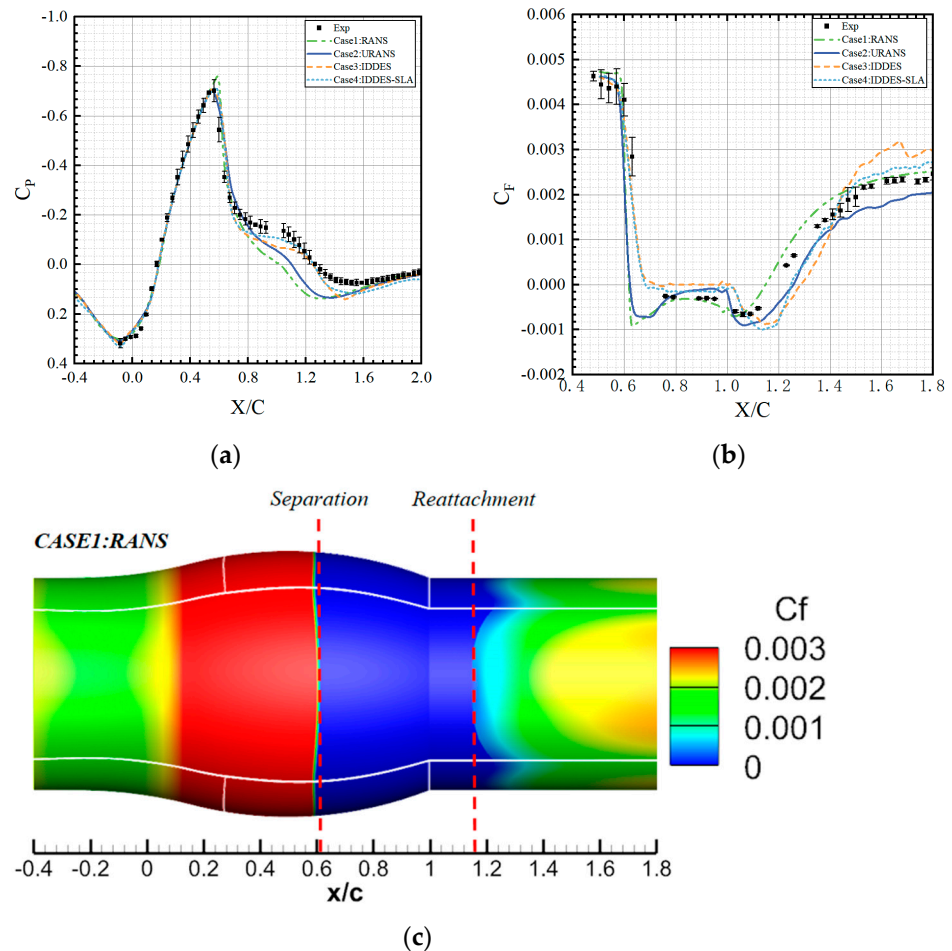 -1.0
-0.8
-0.6
-0.4
-0.2
0.0
0.2
0.4
C_P
Exp
Case1:RANS
Case2:URANS
Case3:IDDES
Case4:IDDES-SLA
-0.4 0.0 0.4 0.8 1.2 1.6 2.0
X/C
(a)
0.006
0.005
0.004
0.003
0.002
0.001
0.000
-0.001
-0.002
C_F
Exp
Case1:RANS
Case2:URANS
Case3:IDDES
Case4:IDDES-SLA
0.4 0.6 0.8 1.0 1.2 1.4 1.6 1.8
X/C
(b)
Separation Reattachment
CASE1:RANS
Cf
0.003
0.002
0.001
0
-0.4 -0.2 0 0.2 0.4 0.6 0.8 1 1.2 1.4 1.6 1.8
x/c
(c)